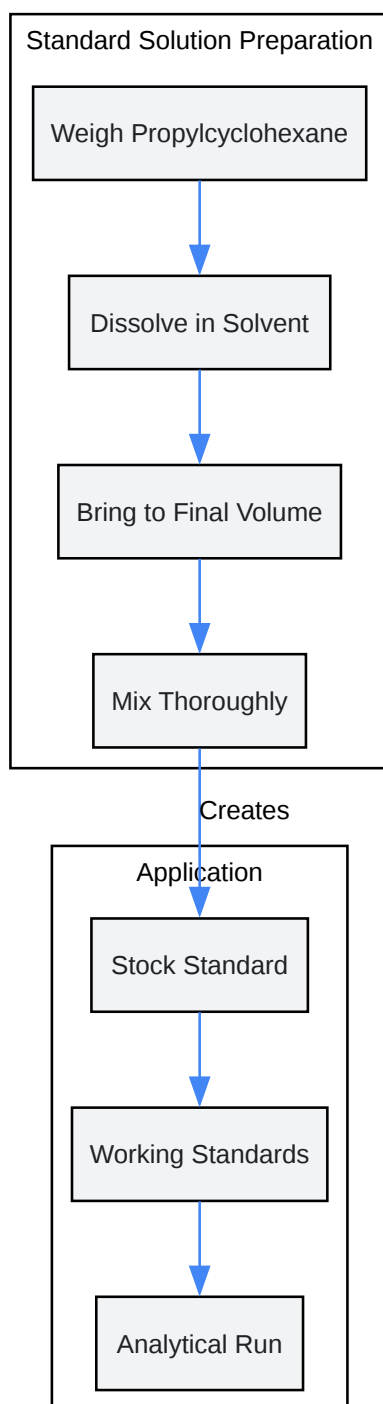 Standard Solution Preparation
Weigh Propylcyclohexane
Dissolve in Solvent
Bring to Final Volume
Mix Thoroughly
Creates
Application
Stock Standard
Working Standards
Analytical Run